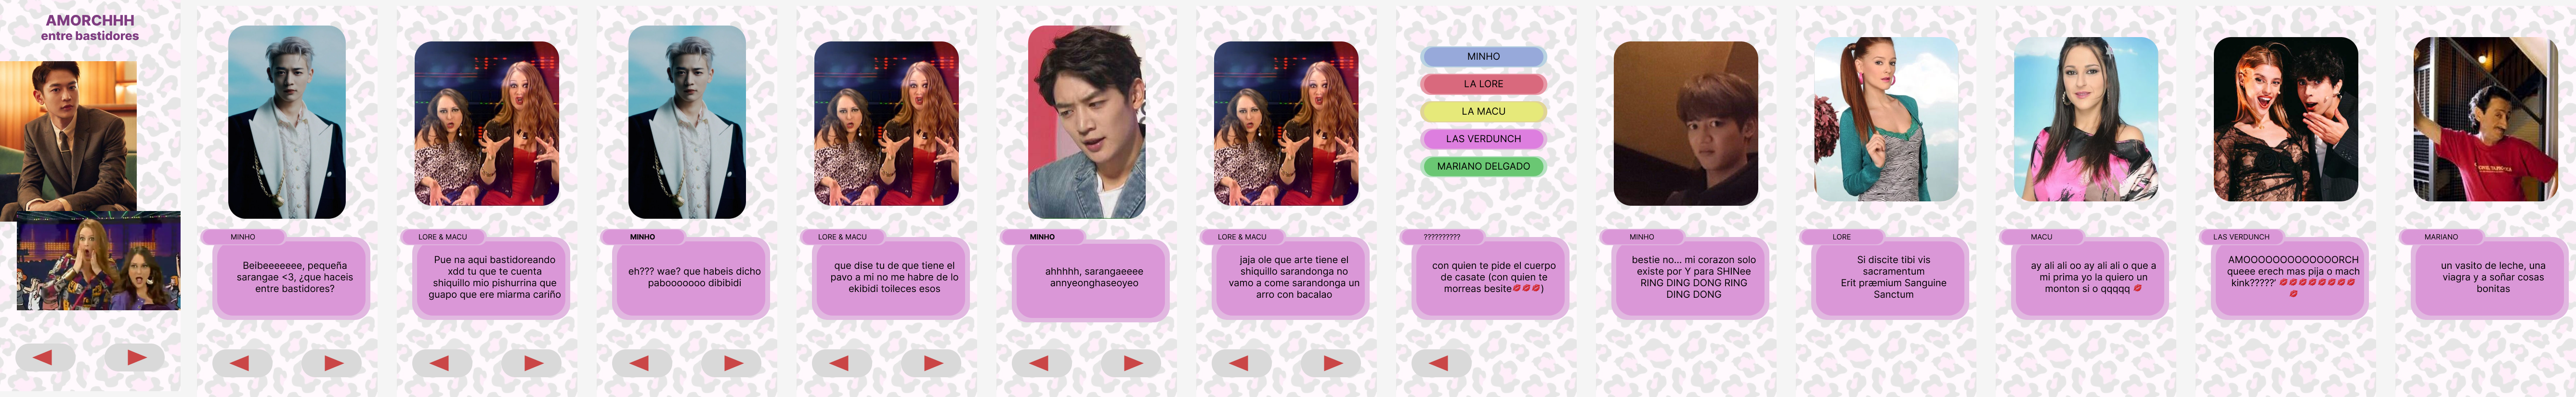 AMORCHHH
entre bastidores
MINHO
Beibeeeeeee, pequeña
sarangae <3, ¿que haceis
entre bastidores?
LORE & MACU
Pue na aqui bastidoreando
xdd tu que te cuenta
shiquillo mio pishurrina que
guapo que ere miarma cariño
MINHO
eh??? wae? que habeis dicho
pabooooooo dibibidi
LORE & MACU
que dise tu de que tiene el
pavo a mi no me habre de lo
ekibidi toileces esos
MINHO
ahhhhh, sarangaeeee
annyeonghaseoyeo
LORE & MACU
jaja ole que arte tiene el
shiquillo sarandonga no
vamo a come sarandonga un
arro con bacalao
MINHO
LA LORE
LA MACU
LAS VERDUNCH
MARIANO DELGADO
??????????
con quien te pide el cuerpo
de casate (con quien te
morreas besite💋💋💋)
MINHO
bestie no... mi corazon solo
existe por Y para SHINee
RING DING DONG RING
DING DONG
LORE
Si discite tibi vis
sacramentum
Erit præmium Sanguine
Sanctum
MACU
ay ali ali oo ay ali ali o que a
mi prima yo la quiero un
monton si o qqqqq 💋
LAS VERDUNCH
AMOOOOOOOOOOOOORCH
queee erech mas pija o mach
kink?????' 💋💋💋💋💋💋💋
💋
MARIANO
un vasito de leche, una
viagra y a soñar cosas
bonitas